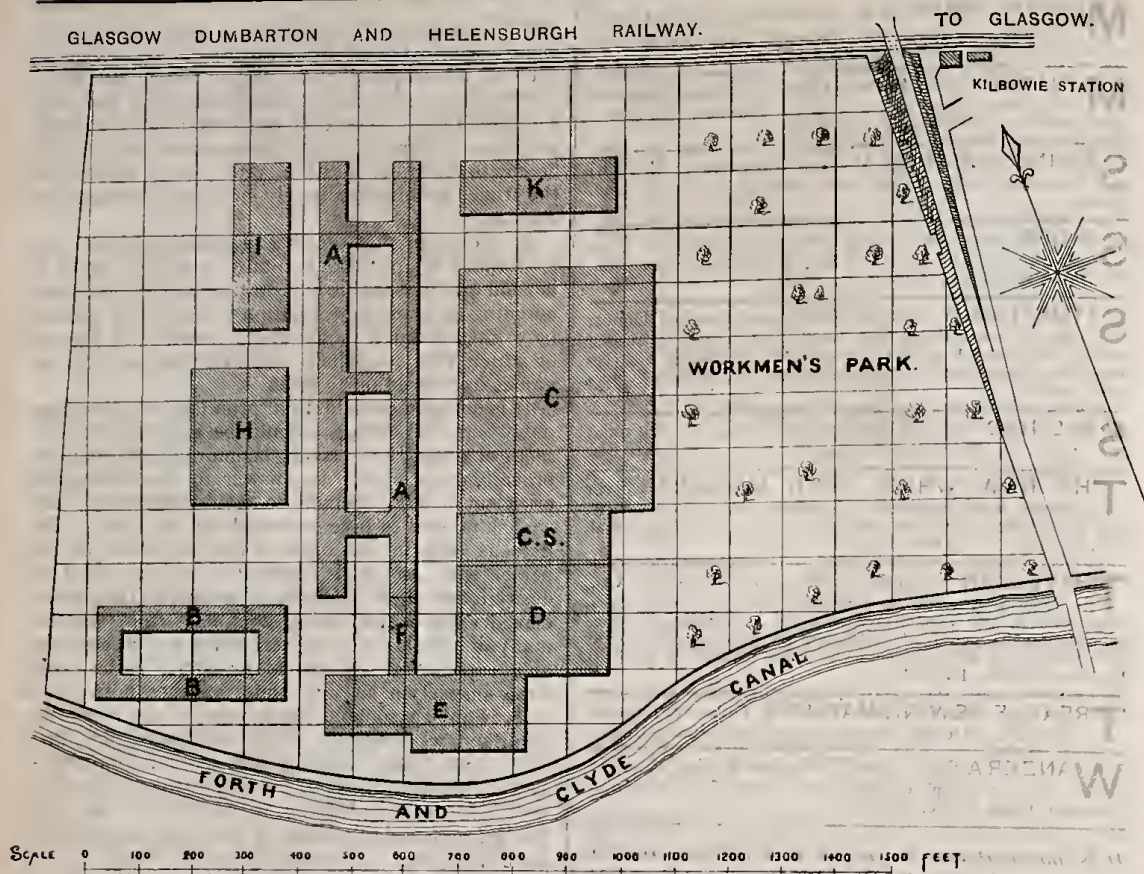 GLASGOW DUMBARTON AND HELENSBURGH RAILWAY.
TO GLASGOW.
KILBOWIE STATION
K
I
A
C
WORKMEN'S PARK.
H
A
C.S.
B
F
D
B
E
FORTH AND CLYDE CANAL
SCALE 0 100 200 300 400 500 600 700 800 900 1000 1100 1200 1300 1400 1500 FEET.